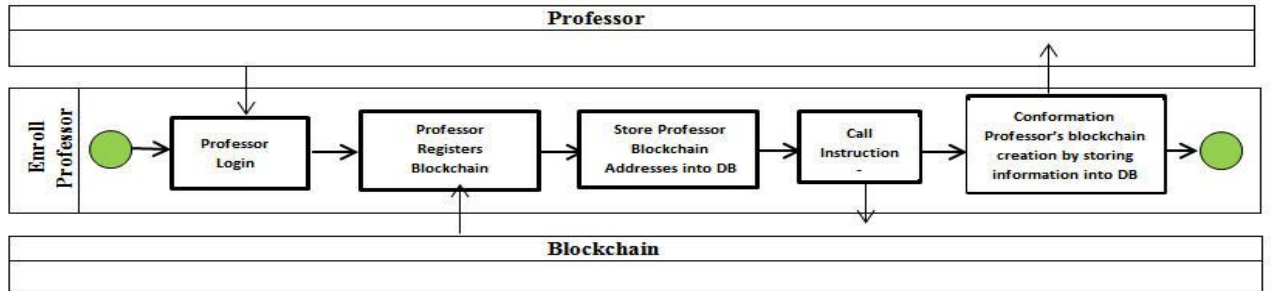 Professor
Enroll
Professor
Professor
Login
Professor
Registers
Blockchain
Store Professor
Blockchain
Addresses into DB
Call
Instruction
-
Conformation
Professor's blockchain
creation by storing
information into DB
Blockchain